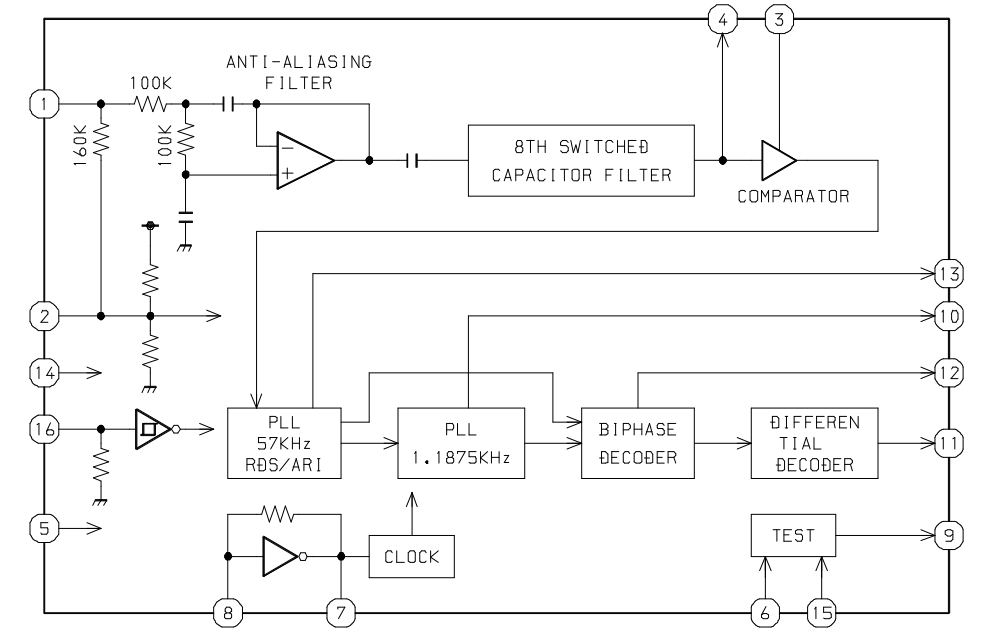 4 3
ANTI-ALIASING
FILTER
100K
1
160K
100K
8TH SWITCHED
CAPACITOR FILTER
COMPARATOR
13
2
10
14
12
16
PLL
57KHz
RDS/ARI
PLL
1.1875KHz
BIPHASE
DECODER
DIFFEREN
TIAL
DECODER
11
5
CLOCK
TEST
9
8 7 6 15